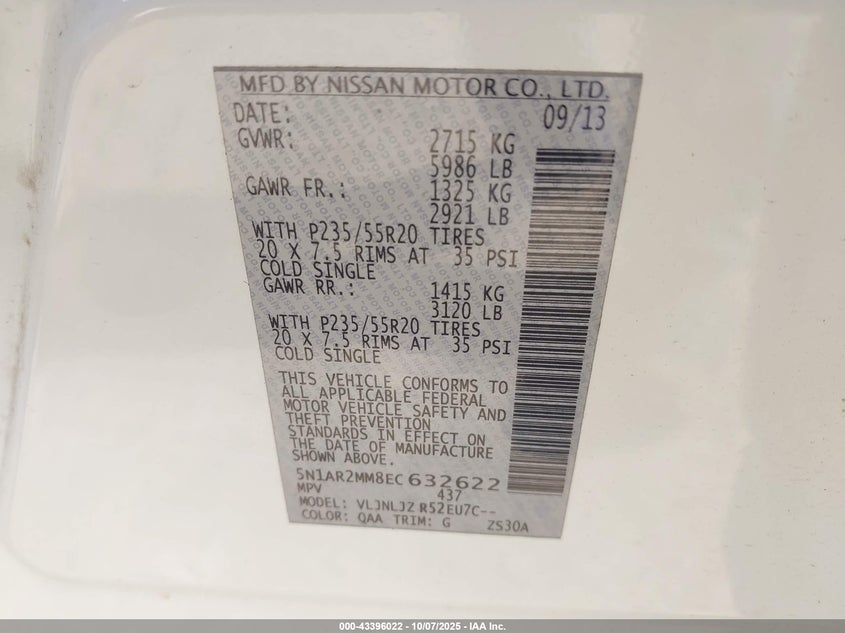 MFD BY NISSAN MOTOR CO., LTD.
DATE: 09/13
GVWR: 2715 KG
5986 LB
GAWR FR.: 1325 KG
2921 LB
WITH P235/55R20 TIRES
20 X 7.5 RIMS AT 35 PSI
COLD SINGLE
GAWR RR.: 1415 KG
3120 LB
WITH P235/55R20 TIRES
20 X 7.5 RIMS AT 35 PSI
COLD SINGLE
THIS VEHICLE CONFORMS TO
ALL APPLICABLE FEDERAL
MOTOR VEHICLE SAFETY AND
THEFT PREVENTION
STANDARDS IN EFFECT ON
THE DATE OF MANUFACTURE
SHOWN ABOVE.
5N1AR2MM8EC632622
MPV 437
MODEL: VLJNLJZ R52EU7C--
COLOR: QAA TRIM: G ZS30A
000-43396022 - 10/07/2025 - IAA Inc.